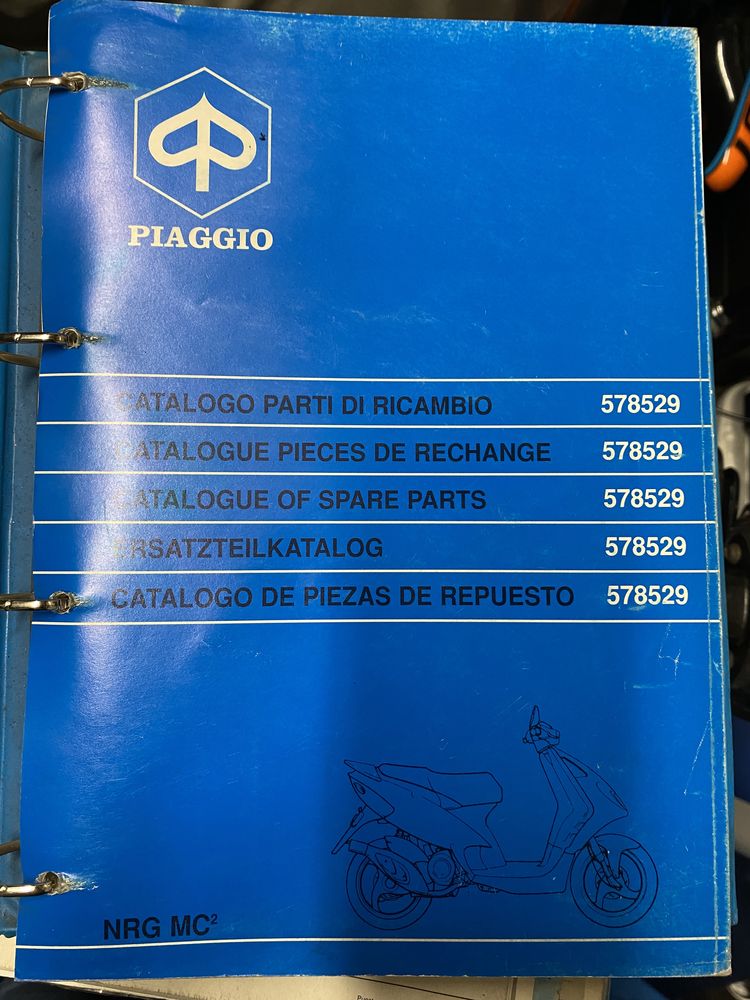 PIAGGIO
CATALOGO PARTI DI RICAMBIO 578529
CATALOGUE PIECES DE RECHANGE 578529
CATALOGUE OF SPARE PARTS 578529
ERSATZTEILKATALOG 578529
CATALOGO DE PIEZAS DE REPUESTO 578529
NRG MC²